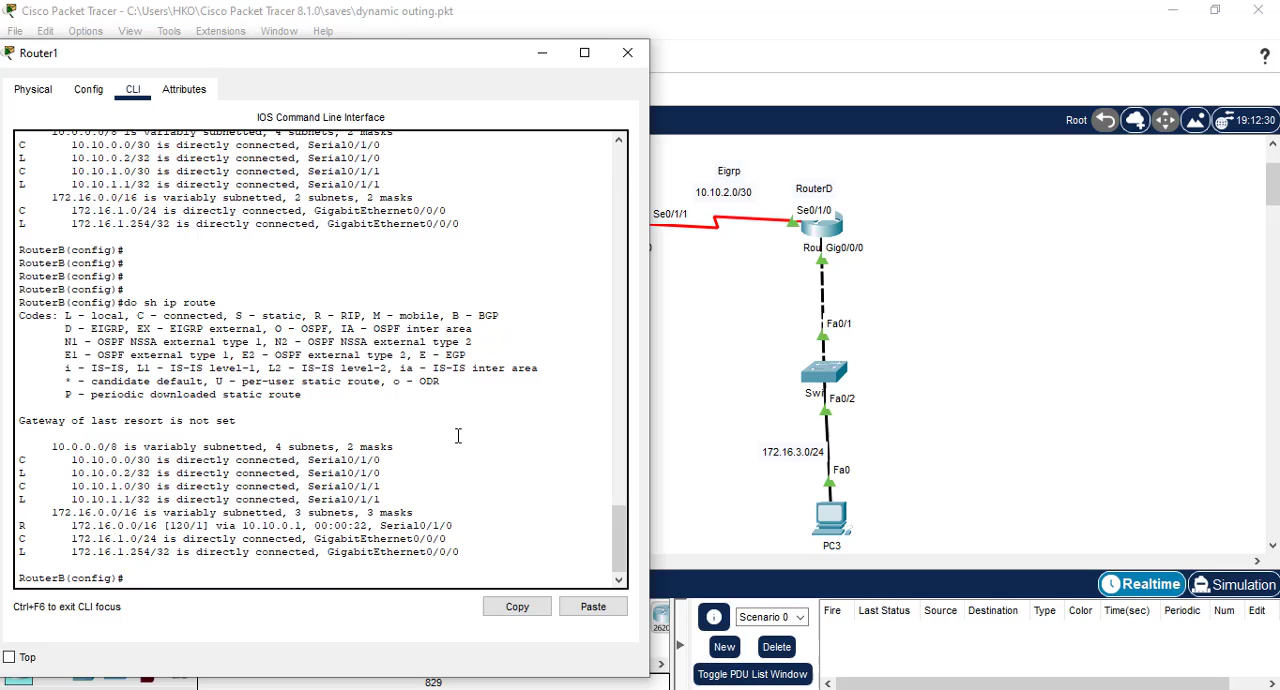 Cisco Packet Tracer - C:\Users\HKO\Cisco Packet Tracer 8.1.0\saves\dynamic outing.pkt
File Edit Options View Tools Extensions Window Help
Router1
Physical Config CLI Attributes
IOS Command Line Interface
10.0.0.0/8 is variably subnetted, 4 subnets, 2 masks
C 10.10.0.0/30 is directly connected, Serial0/1/0
L 10.10.0.2/32 is directly connected, Serial0/1/0
C 10.10.1.0/30 is directly connected, Serial0/1/1
L 10.10.1.1/32 is directly connected, Serial0/1/1
172.16.0.0/16 is variably subnetted, 2 subnets, 2 masks
C 172.16.1.0/24 is directly connected, GigabitEthernet0/0/0
L 172.16.1.254/32 is directly connected, GigabitEthernet0/0/0
RouterB(config)#
RouterB(config)#
RouterB(config)#
RouterB(config)#
RouterB(config)#do sh ip route
Codes: L - local, C - connected, S - static, R - RIP, M - mobile, B - BGP
D - EIGRP, EX - EIGRP external, O - OSPF, IA - OSPF inter area
N1 - OSPF NSSA external type 1, N2 - OSPF NSSA external type 2
E1 - OSPF external type 1, E2 - OSPF external type 2, E - EGP
i - IS-IS, L1 - IS-IS level-1, L2 - IS-IS level-2, ia - IS-IS inter area
* - candidate default, U - per-user static route, o - ODR
P - periodic downloaded static route
Gateway of last resort is not set
10.0.0.0/8 is variably subnetted, 4 subnets, 2 masks
C 10.10.0.0/30 is directly connected, Serial0/1/0
L 10.10.0.2/32 is directly connected, Serial0/1/0
C 10.10.1.0/30 is directly connected, Serial0/1/1
L 10.10.1.1/32 is directly connected, Serial0/1/1
172.16.0.0/16 is variably subnetted, 3 subnets, 3 masks
R 172.16.0.0/16 [120/1] via 10.10.0.1, 00:00:22, Serial0/1/0
C 172.16.1.0/24 is directly connected, GigabitEthernet0/0/0
L 172.16.1.254/32 is directly connected, GigabitEthernet0/0/0
RouterB(config)#
Ctrl+F6 to exit CLI focus
Copy Paste
Top
829
?
Root 19:12:30
Eigrp
10.10.2.0/30
RouterD
Se0/1/1
Se0/1/0
Rou Gig0/0/0
Fa0/1
Swi
Fa0/2
172.16.3.0/24
Fa0
PC3
Realtime Simulation
2620
Scenario 0
New Delete
Toggle PDU List Window
Fire Last Status Source Destination Type Color Time(sec) Periodic Num Edit